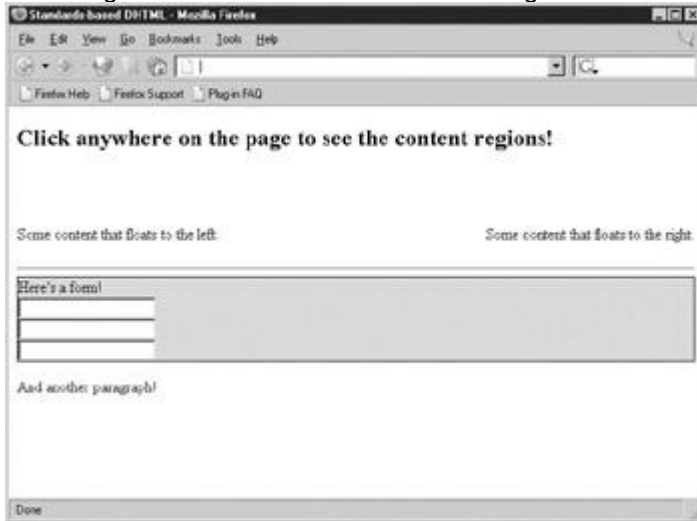 Standards-based DHTML - Mozilla Firefox
File Edit View Go Bookmarks Tools Help
G
Firefox Help Firefox Support Plug-in FAQ
Click anywhere on the page to see the content regions!
Some content that floats to the left. Some content that floats to the right.
Here's a form!
And another paragraph!
Done